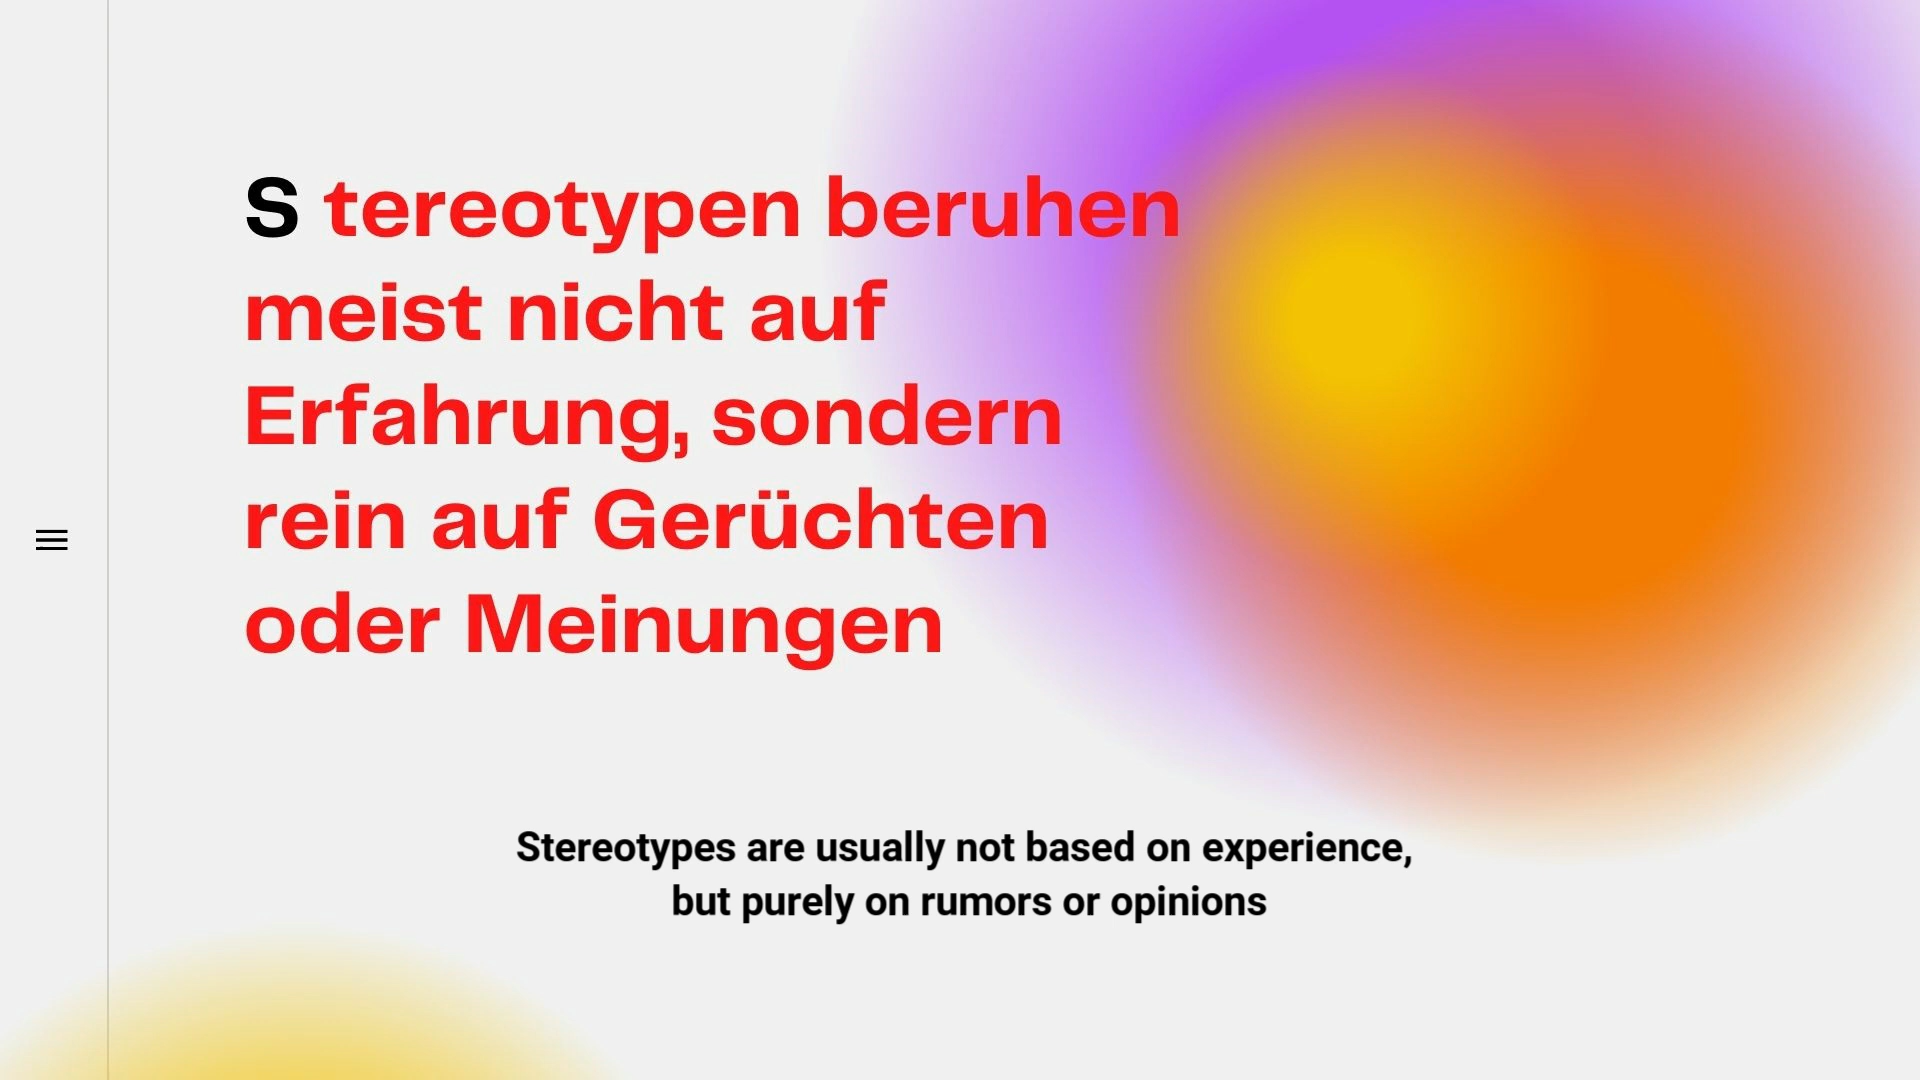 S tereotypen beruhen
meist nicht auf
Erfahrung, sondern
rein auf Gerüchten
oder Meinungen
Stereotypes are usually not based on experience,
but purely on rumors or opinions